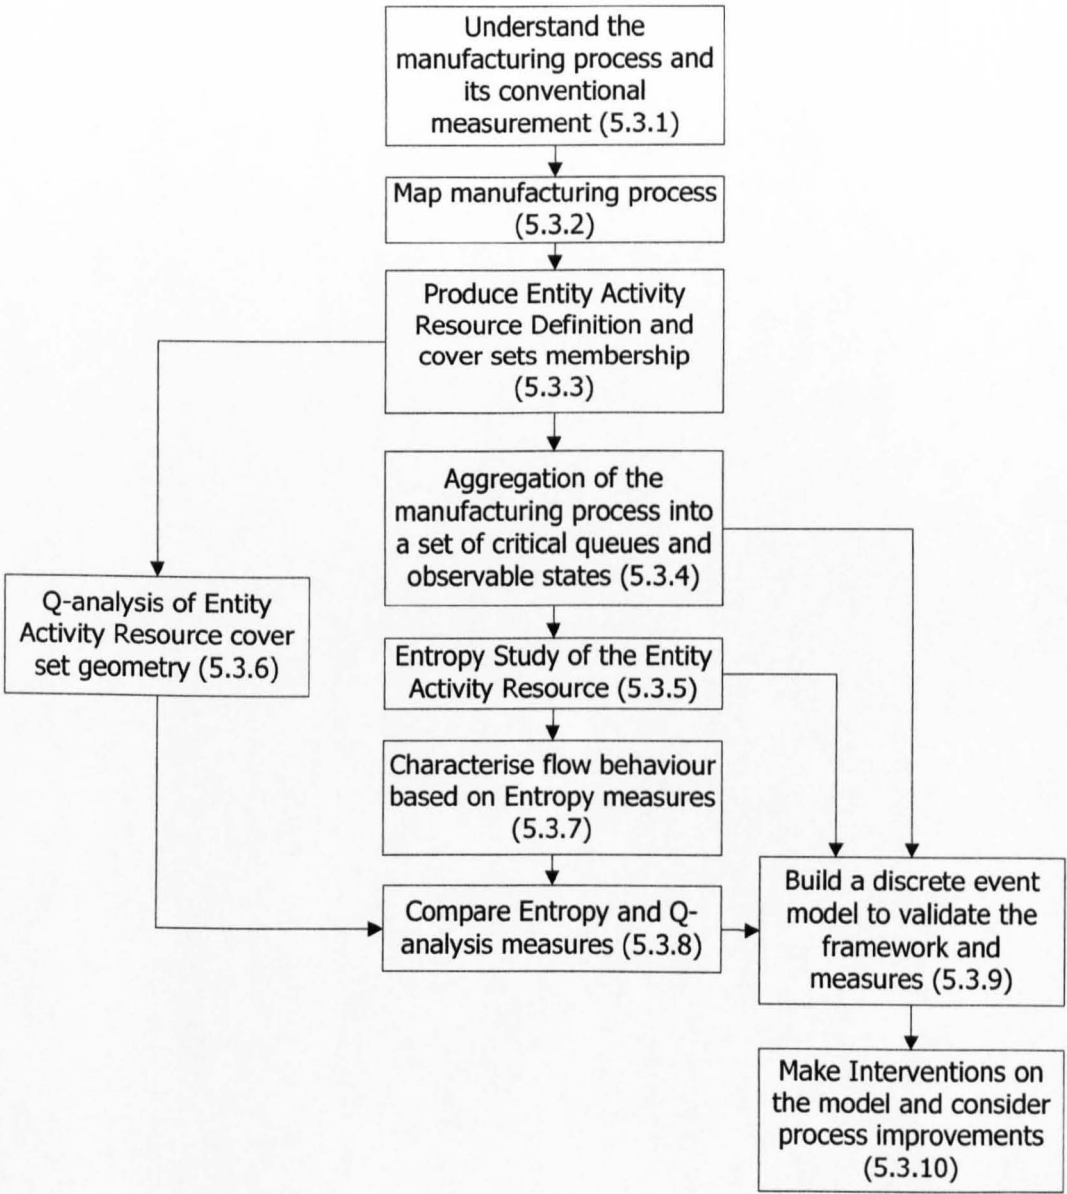 Understand the
manufacturing process and
its conventional
measurement (5.3.1)
Map manufacturing process
(5.3.2)
Produce Entity Activity
Resource Definition and
cover sets membership
(5.3.3)
Aggregation of the
manufacturing process into
a set of critical queues and
observable states (5.3.4)
Q-analysis of Entity
Activity Resource cover
set geometry (5.3.6)
Entropy Study of the Entity
Activity Resource (5.3.5)
Characterise flow behaviour
based on Entropy measures
(5.3.7)
Compare Entropy and Q-
analysis measures (5.3.8)
Build a discrete event
model to validate the
framework and
measures (5.3.9)
Make Interventions on
the model and consider
process improvements
(5.3.10)